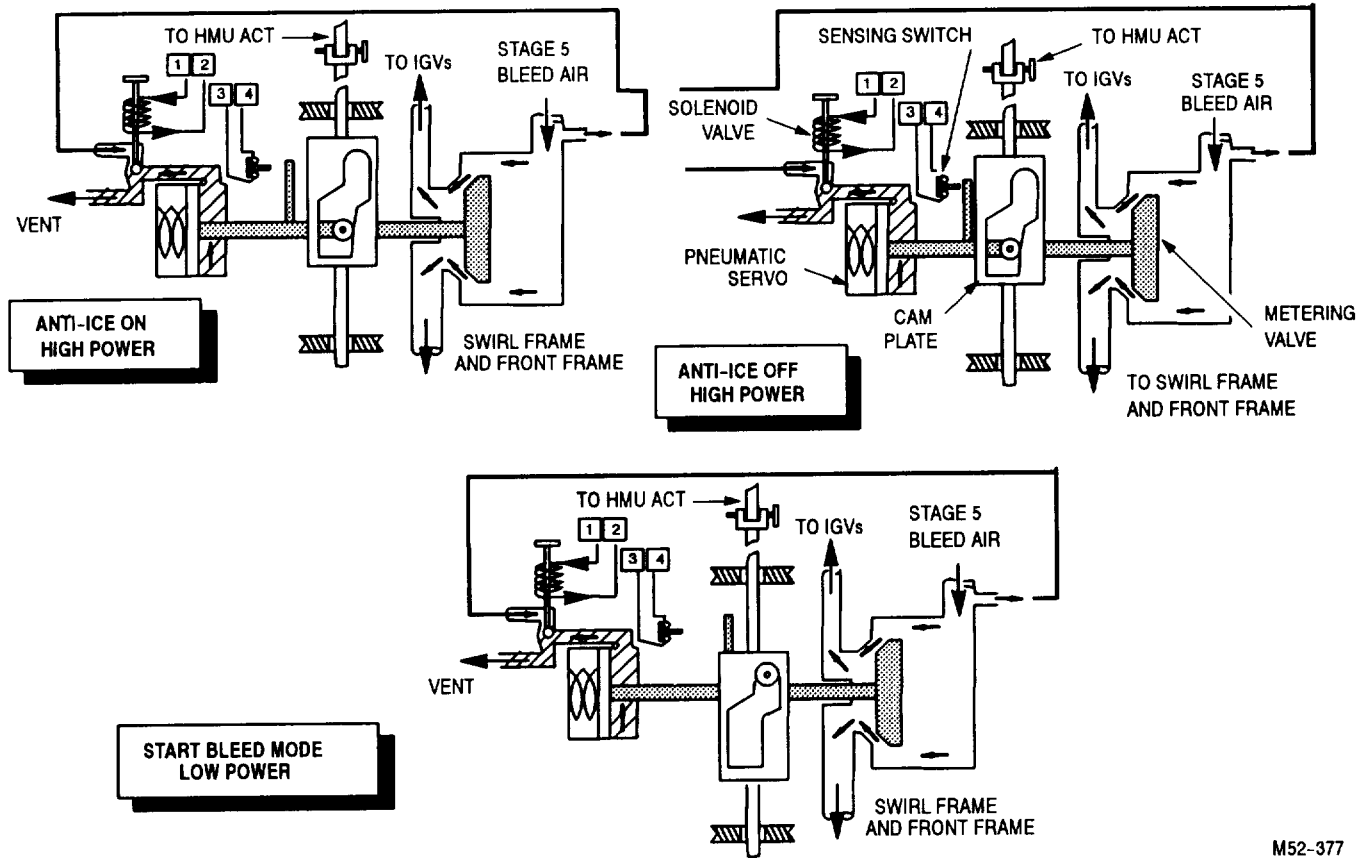 TO HMU ACT
1 2
3 4
TO IGVs
STAGE 5
BLEED AIR
VENT
ANTI-ICE ON
HIGH POWER
SWIRL FRAME
AND FRONT FRAME
SENSING SWITCH
TO HMU ACT
1 2
3 4
TO IGVs
STAGE 5
BLEED AIR
SOLENOID
VALVE
PNEUMATIC
SERVO
CAM
PLATE
METERING
VALVE
ANTI-ICE OFF
HIGH POWER
TO SWIRL FRAME
AND FRONT FRAME
TO HMU ACT
1 2
3 4
TO IGVs
STAGE 5
BLEED AIR
VENT
START BLEED MODE
LOW POWER
SWIRL FRAME
AND FRONT FRAME
M52-377